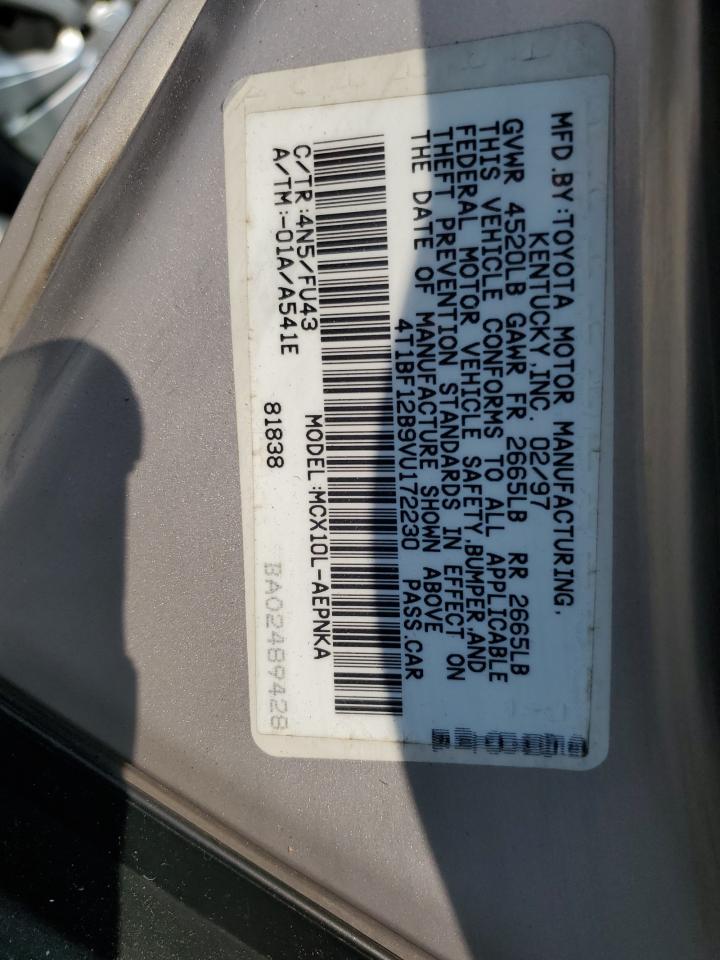 MFD.BY:TOYOTA MOTOR MANUFACTURING,
KENTUCKY,INC. 02/97
GVWR 4520LB GAWR FR 2665LB RR 2665LB
THIS VEHICLE CONFORMS TO ALL APPLICABLE
FEDERAL MOTOR VEHICLE SAFETY,BUMPER,AND
THEFT PREVENTION STANDARDS IN EFFECT ON
THE DATE OF MANUFACTURE SHOWN ABOVE
4T1BF12B9VU172230 PASS.CAR
C/TR:4N5/FU43 MODEL:MCX10L-AEPNKA
A/TM:-01A/A541E 81838
BA02489428